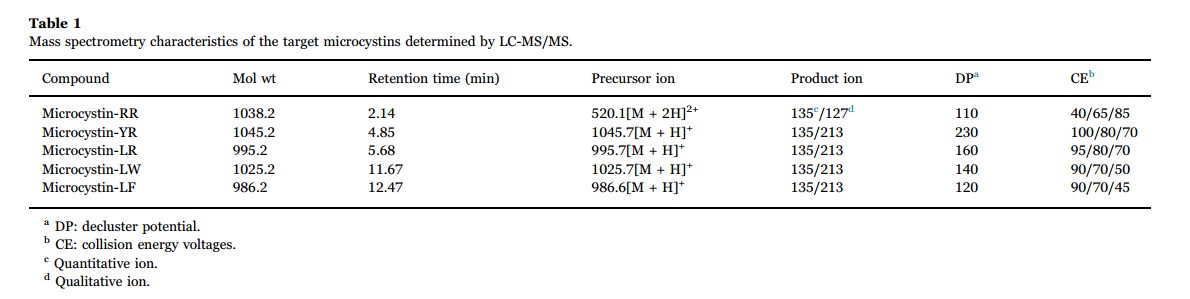 Table 1
Mass spectrometry characteristics of the target microcystins determined by LC-MS/MS.
Compound Mol wt Retention time (min) Precursor ion Product ion DPᵃ CEᵇ
Microcystin-RR 1038.2 2.14 520.1[M + 2H]²⁺ 135ᶜ/127ᵈ 110 40/65/85
Microcystin-YR 1045.2 4.85 1045.7[M + H]⁺ 135/213 230 100/80/70
Microcystin-LR 995.2 5.68 995.7[M + H]⁺ 135/213 160 95/80/70
Microcystin-LW 1025.2 11.67 1025.7[M + H]⁺ 135/213 140 90/70/50
Microcystin-LF 986.2 12.47 986.6[M + H]⁺ 135/213 120 90/70/45
ᵃ DP: decluster potential.
ᵇ CE: collision energy voltages.
ᶜ Quantitative ion.
ᵈ Qualitative ion.